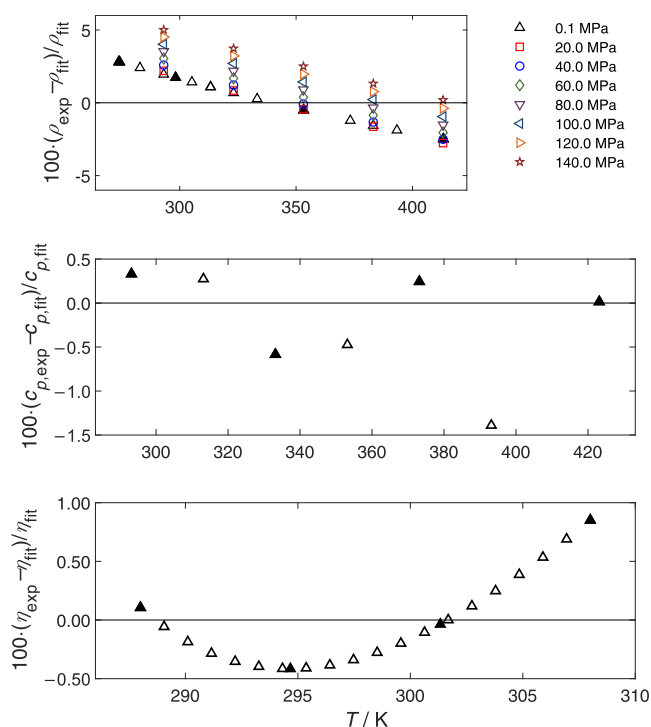 100·(ρexp−ρfit)/ρfit
5
0
-5
300
350
400
0.1 MPa
20.0 MPa
40.0 MPa
60.0 MPa
80.0 MPa
100.0 MPa
120.0 MPa
140.0 MPa
100·(cp,exp−cp,fit)/cp,fit
0.5
0.0
−0.5
−1.0
−1.5
300
320
340
360
380
400
420
100·(ηexp−ηfit)/ηfit
1.00
0.50
0.00
−0.50
290
295
300
305
310
T / K